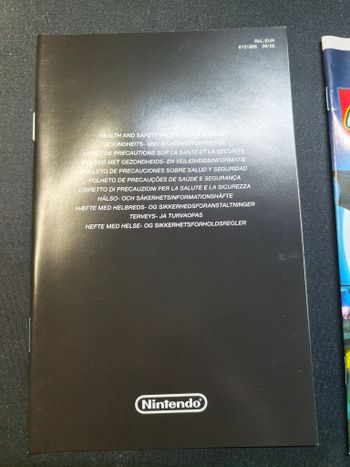 RVL-EUR
HEALTH AND SAFETY
GESUNDHEITS- UND
LIVRET DE PRECAUTIONS SUR LA SANTE ET LA SECURITE
FOLDER MET GEZONDHEIDS- EN VEILIGHEIDSINFORMATIE
FOLLETO DE PRECAUCIONES SOBRE SALUD Y SEGURIDAD
FOLHETO DE PRECAUÇÕES DE SAÚDE E SEGURANÇA
LIBRETTO DI PRECAUZIONI PER LA SALUTE E LA SICUREZZA
HÄLSO- OCH SÄKERHETSINFORMATIONSHÄFTE
HÆFTE MED HELBREDS- OG SIKKERHEDSFORANSTALTNINGER
TERVEYS- JA TURVAOPAS
HEFTE MED HELSE- OG SIKKERHETSFORHOLDSREGLER
Nintendo